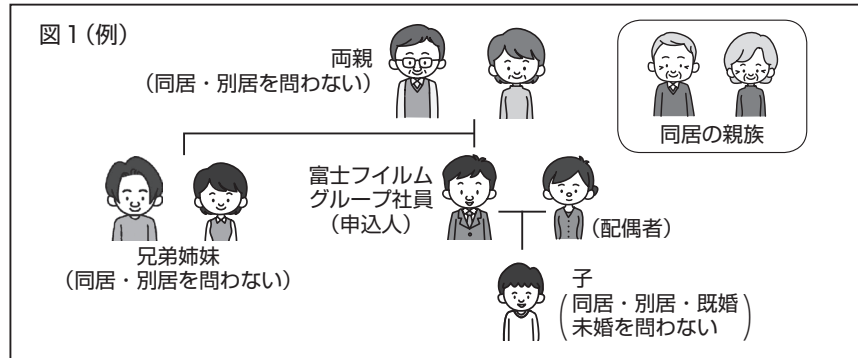 図1(例)
両親
(同居・別居を問わない)
同居の親族
富士フイルム
グループ社員
(申込人)
(配偶者)
兄弟姉妹
(同居・別居を問わない)
子
(同居・別居・既婚
未婚を問わない)